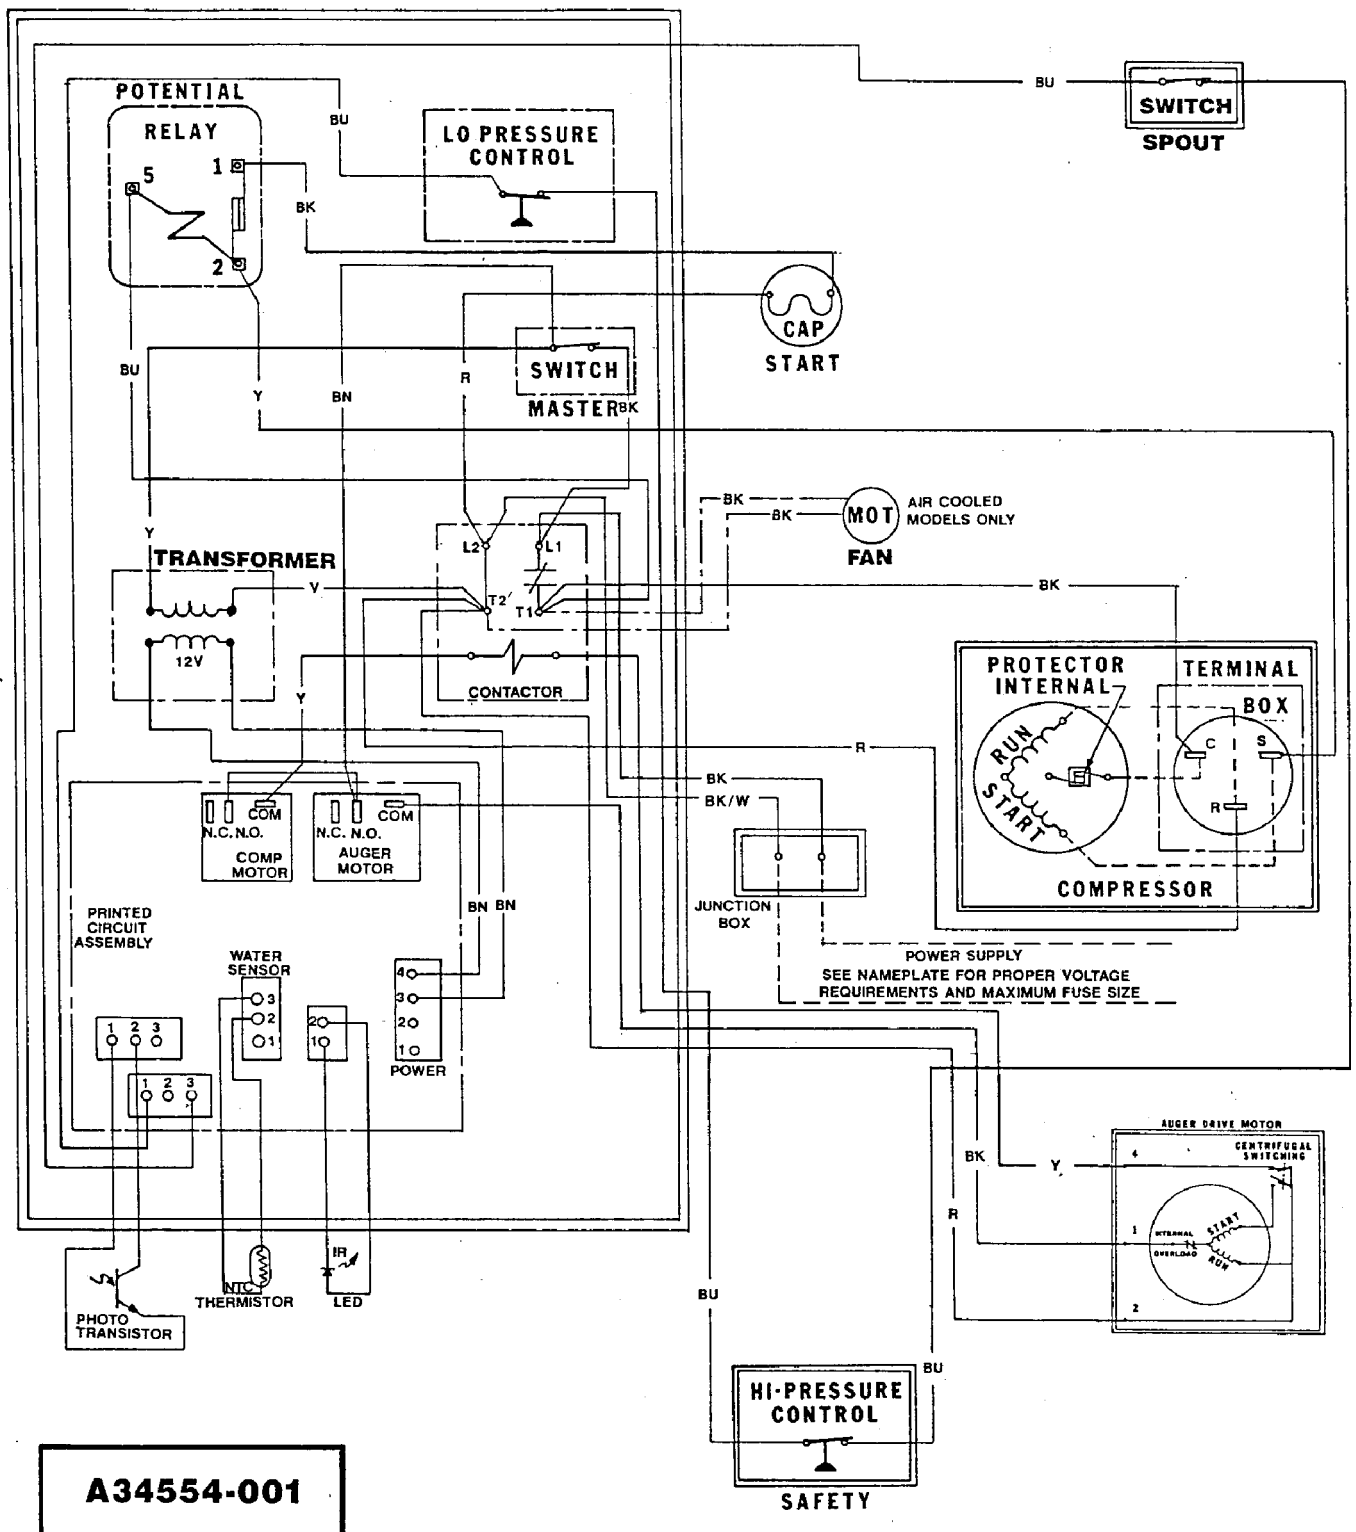 BU
SWITCH
SPOUT
POTENTIAL
RELAY
1
5
2
BU
BK
LO PRESSURE
CONTROL
CAP
START
BU
Y
BN
R
SWITCH
MASTER
BK
Y
TRANSFORMER
Y
12V
Y
L2
L1
T2
T1
CONTACTOR
BK
BK
MOT
FAN
AIR COOLED
MODELS ONLY
BK
PROTECTOR
INTERNAL
TERMINAL
BOX
RUN
START
C
S
R
COMPRESSOR
R
BK
BK/W
JUNCTION
BOX
POWER SUPPLY
SEE NAMEPLATE FOR PROPER VOLTAGE
REQUIREMENTS AND MAXIMUM FUSE SIZE
COM
N.C. N.O.
COMP
MOTOR
COM
N.C. N.O.
AUGER
MOTOR
BN BN
PRINTED
CIRCUIT
ASSEMBLY
WATER
SENSOR
3
2
1
2
1
4
3
2
1
POWER
1 2 3
1 2 3
PHOTO
TRANSISTOR
NTC
THERMISTOR
IR
LED
BK
Y
R
BU
BU
AUGER DRIVE MOTOR
CENTRIFUGAL
SWITCHING
4
1
2
INTERNAL
OVERLOAD
START
RUN
HI-PRESSURE
CONTROL
SAFETY
A34554-001